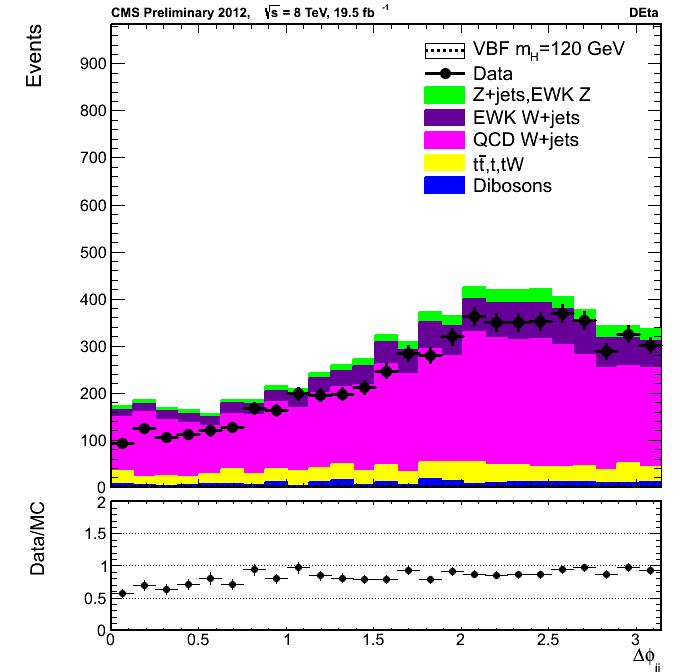 CMS Preliminary 2012, √s = 8 TeV, 19.5 fb⁻¹ DEta
Events
VBF m_H=120 GeV
Data
Z+jets,EWK Z
EWK W+jets
QCD W+jets
tt̄,t,tW
Dibosons
900
800
700
600
500
400
300
200
100
0
Data/MC
2
1.5
1
0.5
0
0 0.5 1 1.5 2 2.5 3
Δϕ_jj